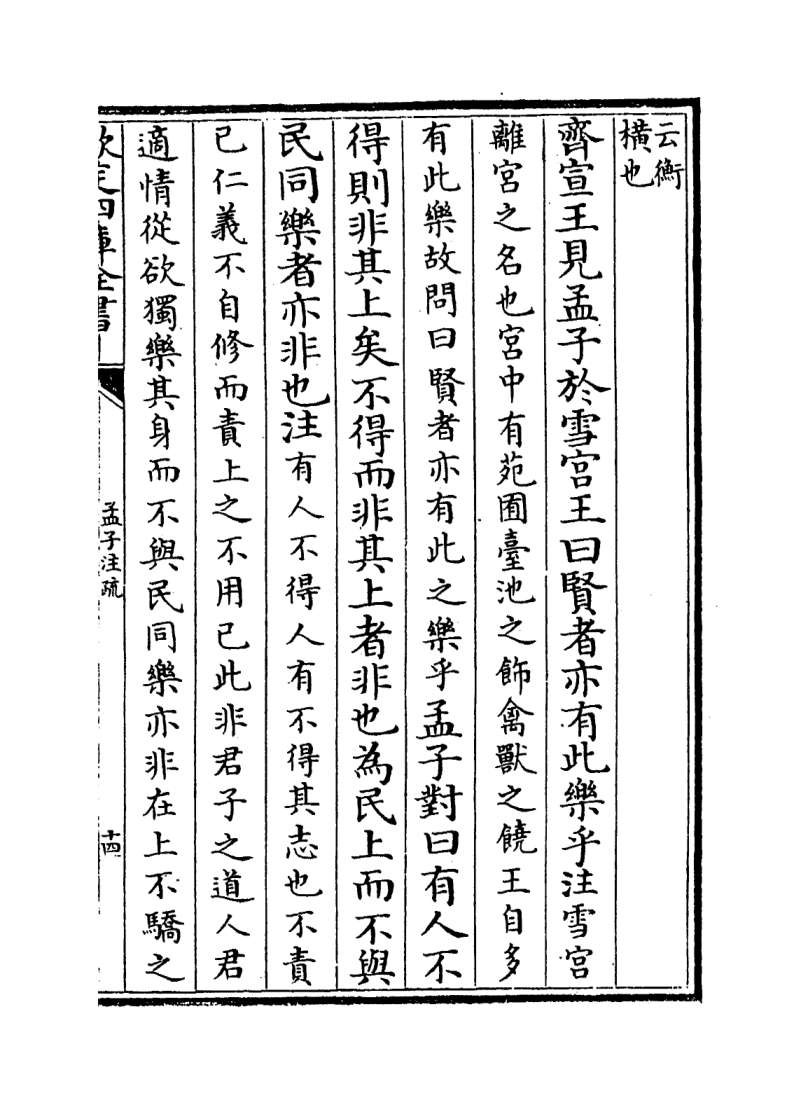 云衡
橫也
齊宣王見孟子於雪宮王曰賢者亦有此樂乎注雪宮
離宮之名也宮中有苑囿臺池之飾禽獸之饒王自多
有此樂故問曰賢者亦有此之樂乎孟子對曰有人不
得則非其上矣不得而非其上者非也為民上而不與
民同樂者亦非也注有人不得人有不得其志也不責
己仁義不自修而責上之不用己此非君子之道人君
適情從欲獨樂其身而不與民同樂亦非在上不驕之
欽定四庫全書
孟子注疏
十四